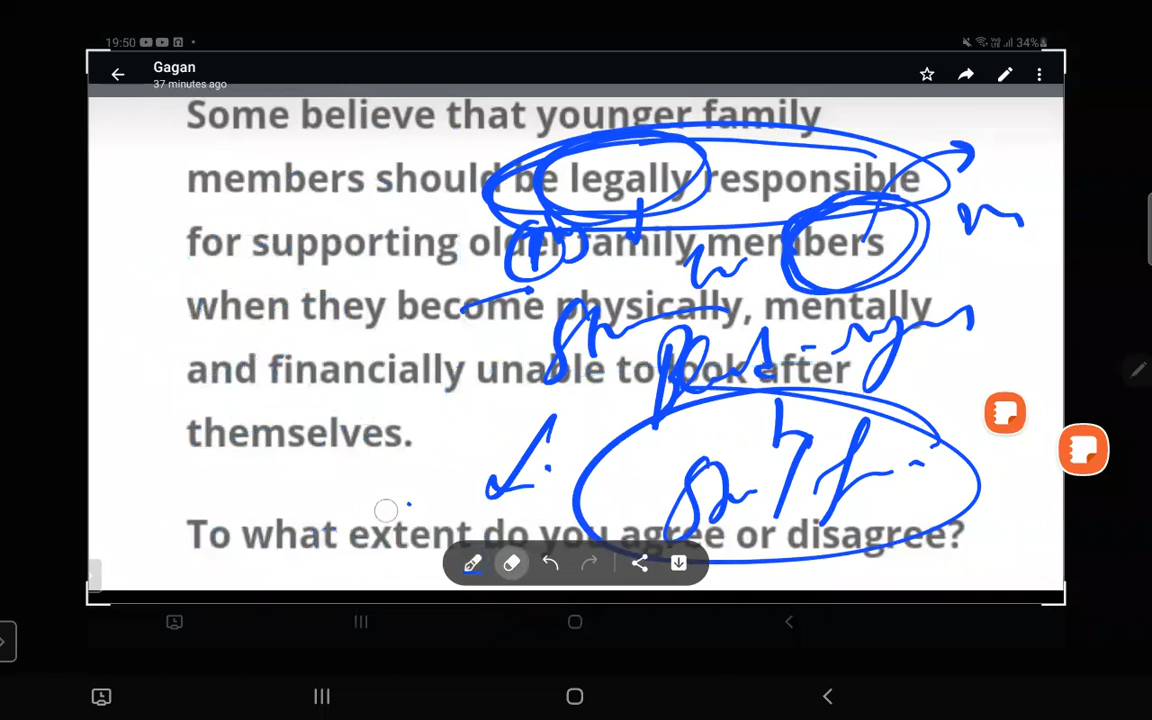 19:50
34%
Gagan
37 minutes ago
Some believe that younger family
members should be legally responsible
for supporting older family members
when they become physically, mentally
and financially unable to look after
themselves.
To what extent do you agree or disagree?